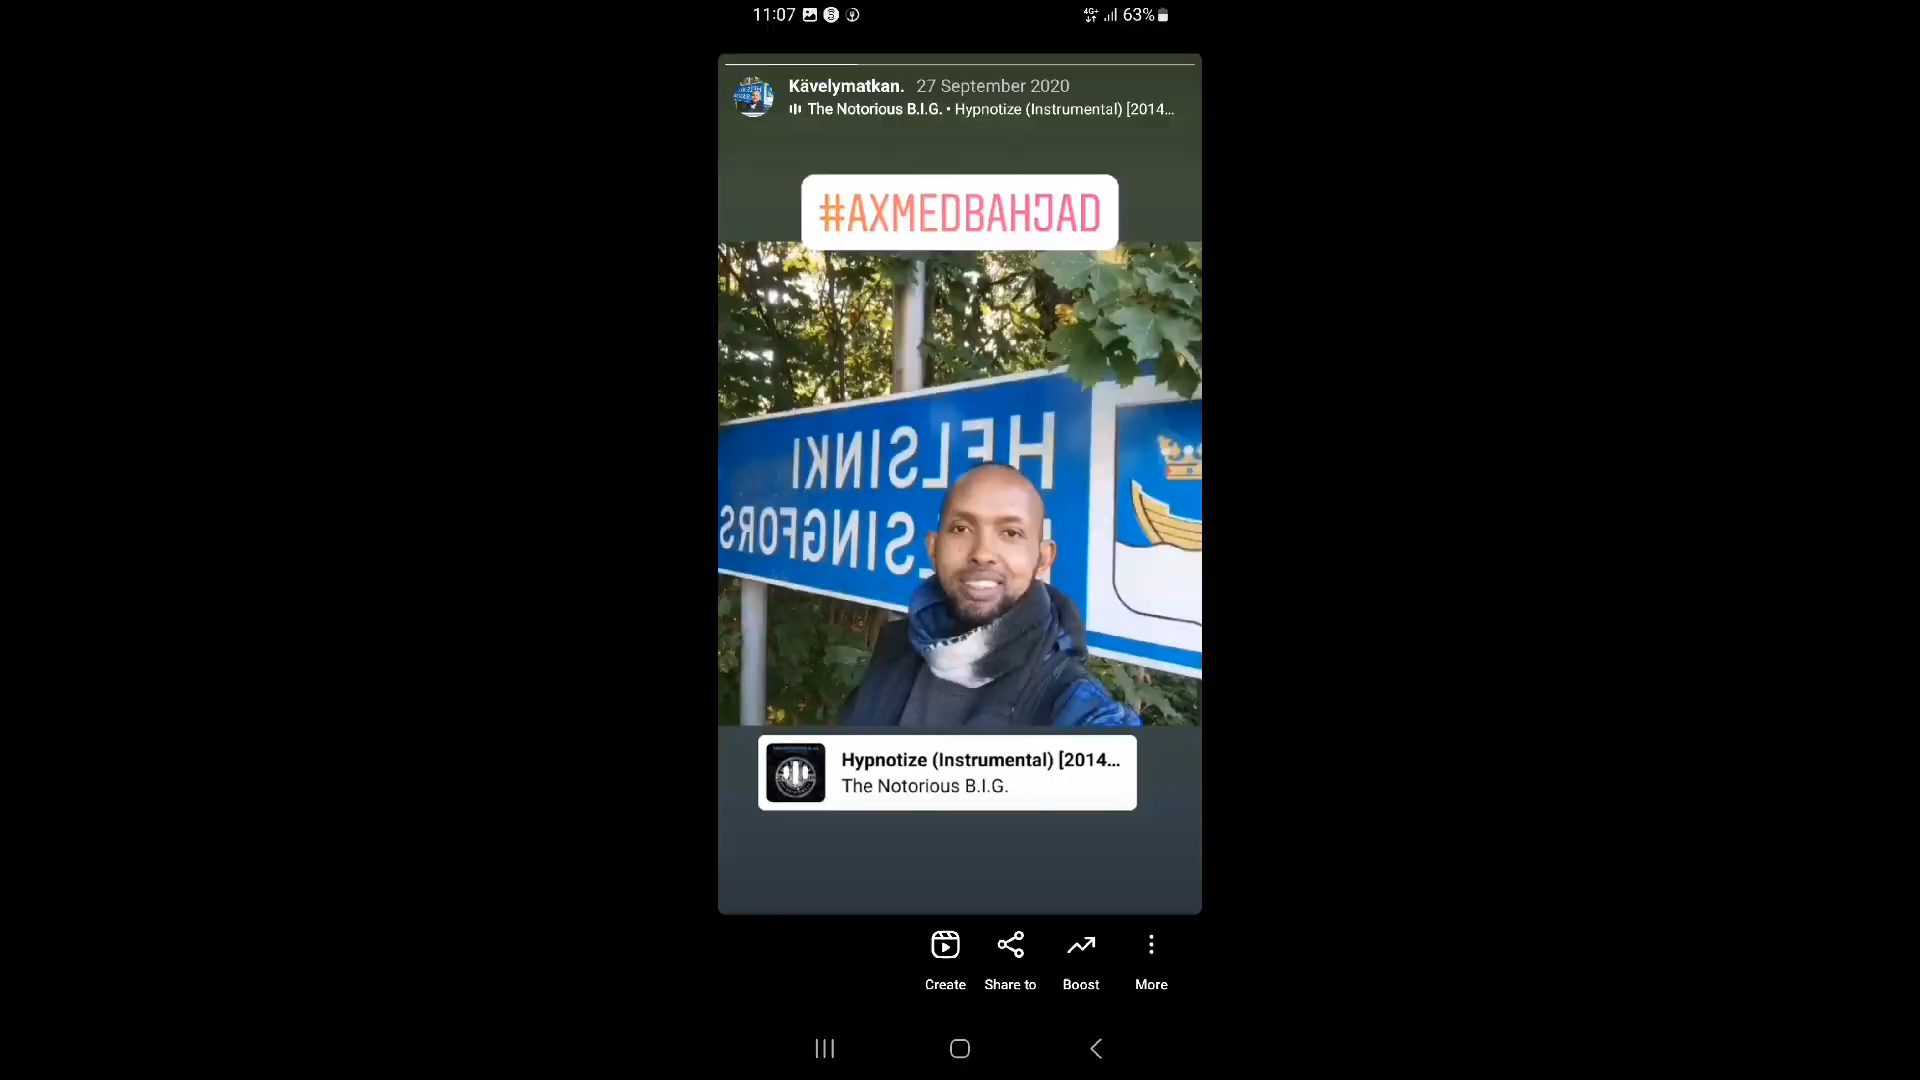 11:07
4G+ 63%
Kävelymatkan. 27 September 2020
The Notorious B.I.G. • Hypnotize (Instrumental) [2014...
#AXMEDBAHJAD
HELSINKI
SINGFORS
Hypnotize (Instrumental) [2014...
The Notorious B.I.G.
Create Share to Boost More